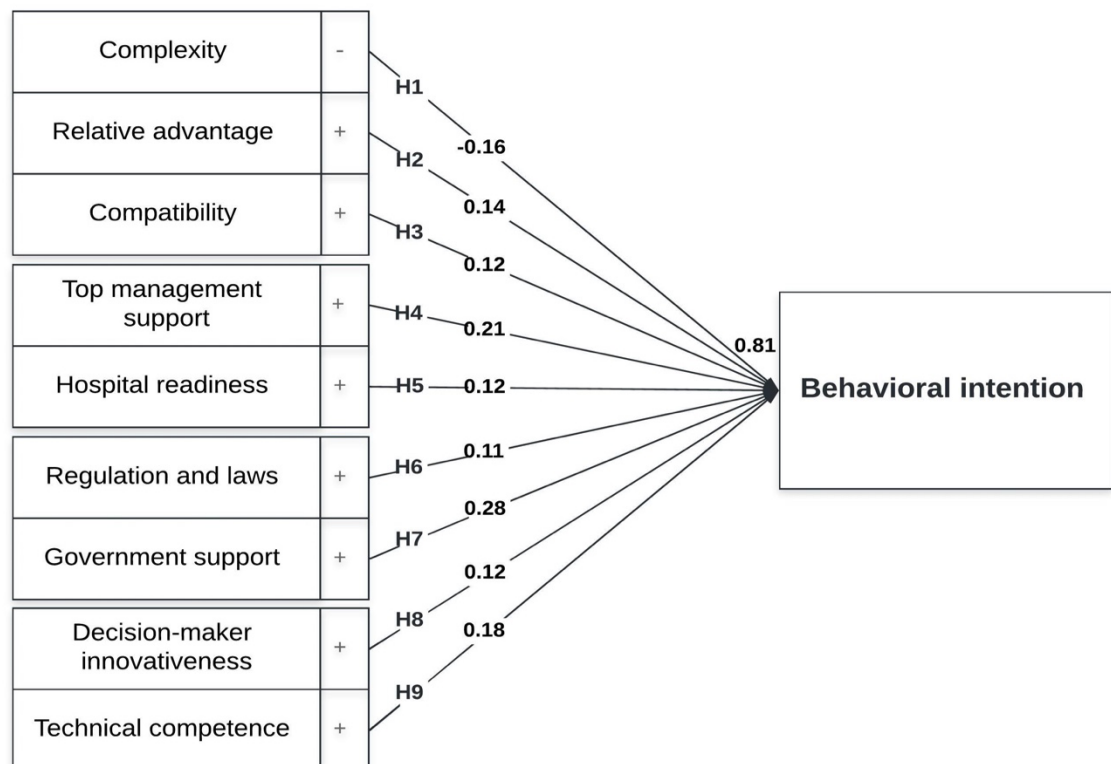 Complexity
-
H1
Relative advantage
+
-0.16
H2
0.14
Compatibility
+
H3
0.12
Top management
support
+
H4
0.21
0.81
Hospital readiness
+
H5
0.12
Behavioral intention
Regulation and laws
+
H6
0.11
Government support
+
H7
0.28
Decision-maker
innovativeness
+
H8
0.12
Technical competence
+
H9
0.18